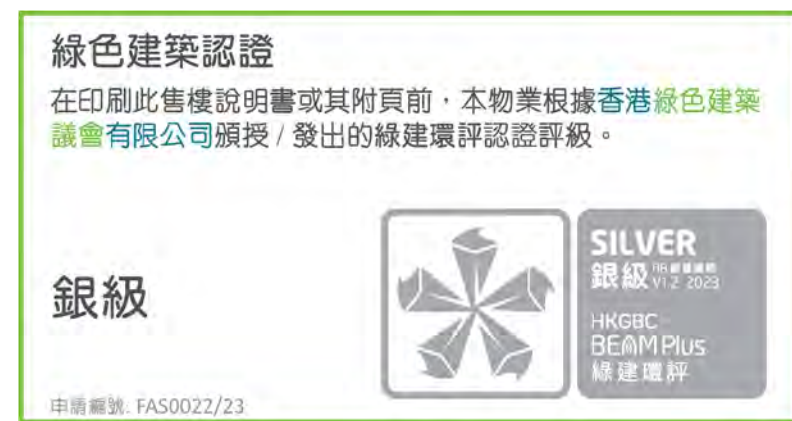 綠色建築認證
在印刷此售樓說明書或其附頁前，本物業根據香港綠色建築
議會有限公司頒授 / 發出的綠建環評認證評級。
銀級
SILVER
銀級
V1.2 2023
HKGBC
BEAM Plus
綠建環評
申請編號. FAS0022/23